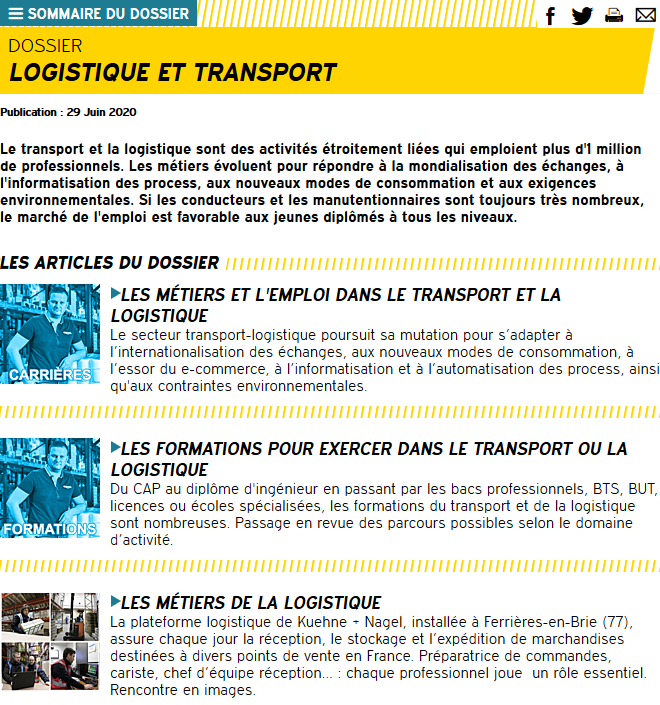 SOMMAIRE DU DOSSIER
DOSSIER
LOGISTIQUE ET TRANSPORT
Publication : 29 Juin 2020
Le transport et la logistique sont des activités étroitement liées qui emploient plus d'1 million
de professionnels. Les métiers évoluent pour répondre à la mondialisation des échanges, à
l'informatisation des process, aux nouveaux modes de consommation et aux exigences
environnementales. Si les conducteurs et les manutentionnaires sont toujours très nombreux,
le marché de l'emploi est favorable aux jeunes diplômés à tous les niveaux.
LES ARTICLES DU DOSSIER
LES MÉTIERS ET L'EMPLOI DANS LE TRANSPORT ET LA
LOGISTIQUE
Le secteur transport-logistique poursuit sa mutation pour s’adapter à
l’internationalisation des échanges, aux nouveaux modes de consommation, à
l’essor du e-commerce, à l’informatisation et à l’automatisation des process, ainsi
qu'aux contraintes environnementales.
CARRIÈRES
LES FORMATIONS POUR EXERCER DANS LE TRANSPORT OU LA
LOGISTIQUE
Du CAP au diplôme d'ingénieur en passant par les bacs professionnels, BTS, BUT,
licences ou écoles spécialisées, les formations du transport et de la logistique
sont nombreuses. Passage en revue des parcours possibles selon le domaine
d’activité.
FORMATIONS
LES MÉTIERS DE LA LOGISTIQUE
La plateforme logistique de Kuehne + Nagel, installée à Ferrières-en-Brie (77),
assure chaque jour la réception, le stockage et l’expédition de marchandises
destinées à divers points de vente en France. Préparatrice de commandes,
cariste, chef d’équipe réception... : chaque professionnel joue un rôle essentiel.
Rencontre en images.